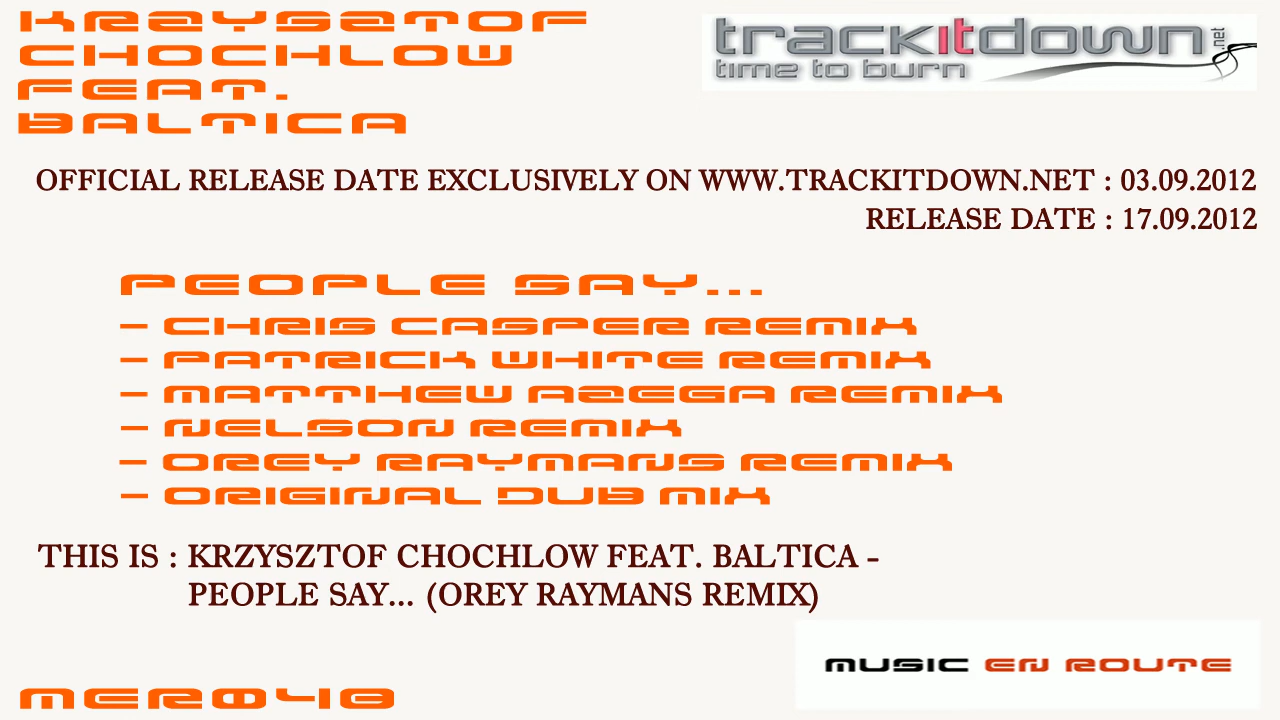 KRZYSZTOF
CHOCHLOW
FEAT.
BALTICA
trackitdown.net
time to burn
OFFICIAL RELEASE DATE EXCLUSIVELY ON WWW.TRACKITDOWN.NET : 03.09.2012
RELEASE DATE : 17.09.2012
PEOPLE SAY...
- CHRIS CASPER REMIX
- PATRICK WHITE REMIX
- MATTHEW AZEGA REMIX
- NELSON REMIX
- OREY RAYMANS REMIX
- ORIGINAL DUB MIX
THIS IS : KRZYSZTOF CHOCHLOW FEAT. BALTICA -
PEOPLE SAY... (OREY RAYMANS REMIX)
MUSIC EN ROUTE
MER048